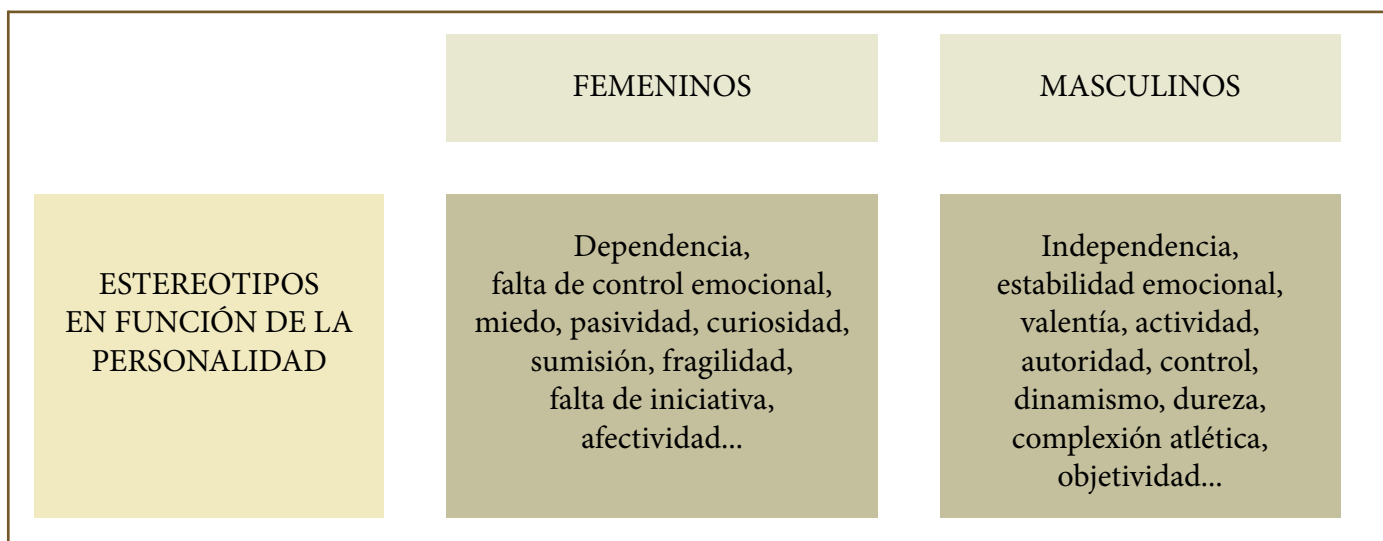 FEMENINOS
MASCULINOS
ESTEREOTIPOS
EN FUNCIÓN DE LA
PERSONALIDAD
Dependencia,
falta de control emocional,
miedo, pasividad, curiosidad,
sumisión, fragilidad,
falta de iniciativa,
afectividad...
Independencia,
estabilidad emocional,
valentía, actividad,
autoridad, control,
dinamismo, dureza,
complexión atlética,
objetividad...